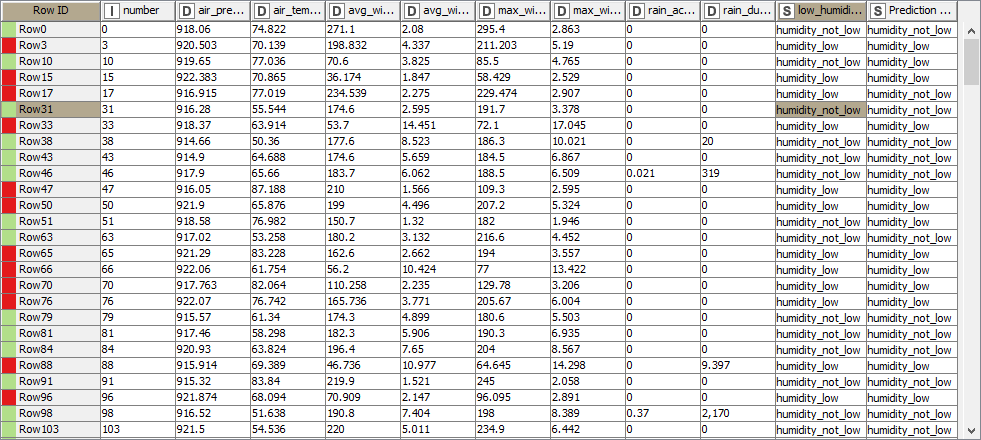 Row ID I number D air_pre... D air_tem... D avg_wi... D avg_wi... D max_wi... D max_wi... D rain_ac... D rain_du... S low_humidi... S Prediction ...
Row0 0 918.06 74.822 271.1 2.08 295.4 2.863 0 0 humidity_not_low humidity_not_low
Row3 3 920.503 70.139 198.832 4.337 211.203 5.19 0 0 humidity_low humidity_not_low
Row10 10 919.65 77.036 70.6 3.825 85.5 4.765 0 0 humidity_not_low humidity_low
Row15 15 922.383 70.865 36.174 1.847 58.429 2.529 0 0 humidity_low humidity_low
Row17 17 916.915 77.019 234.539 2.275 229.474 2.907 0 0 humidity_low humidity_low
Row31 31 916.28 55.544 174.6 2.595 191.7 3.378 0 0 humidity_not_low humidity_not_low
Row33 33 918.37 63.914 53.7 14.451 72.1 17.045 0 0 humidity_low humidity_low
Row38 38 914.66 50.36 177.6 8.523 186.3 10.021 0 20 humidity_not_low humidity_not_low
Row43 43 914.9 64.688 174.6 5.659 184.5 6.867 0 0 humidity_not_low humidity_low
Row46 46 917.9 65.66 183.7 6.062 188.5 6.509 0.021 319 humidity_not_low humidity_low
Row47 47 916.05 87.188 210 1.566 109.3 2.595 0 0 humidity_low humidity_low
Row50 50 921.9 65.876 199 4.496 207.2 5.324 0 0 humidity_low humidity_low
Row51 51 918.58 76.982 150.7 1.32 182 1.946 0 0 humidity_not_low humidity_low
Row63 63 917.02 53.258 180.2 3.132 216.6 4.452 0 0 humidity_not_low humidity_not_low
Row65 65 921.29 83.228 162.6 2.662 194 3.557 0 0 humidity_low humidity_low
Row66 66 922.06 61.754 56.2 10.424 77 13.422 0 0 humidity_low humidity_low
Row70 70 917.763 82.064 110.258 2.235 129.78 3.206 0 0 humidity_low humidity_low
Row76 76 922.07 76.742 165.736 3.771 205.67 6.004 0 0 humidity_low humidity_low
Row79 79 915.57 61.34 174.3 4.899 180.6 5.503 0 0 humidity_not_low humidity_not_low
Row81 81 917.46 58.298 182.3 5.906 190.3 6.935 0 0 humidity_not_low humidity_not_low
Row84 84 920.93 63.824 196.4 7.65 204 8.567 0 0 humidity_not_low humidity_not_low
Row88 88 915.914 69.389 46.736 10.977 64.645 14.298 0 9.397 humidity_low humidity_not_low
Row91 91 915.32 83.84 219.9 1.521 245 2.058 0 0 humidity_not_low humidity_low
Row96 96 921.874 68.094 70.909 2.147 96.095 2.891 0 0 humidity_low humidity_low
Row98 98 916.52 51.638 190.8 7.404 198 8.389 0.37 2,170 humidity_not_low humidity_not_low
Row103 103 921.5 54.536 220 5.011 234.9 6.442 0 0 humidity_not_low humidity_not_low